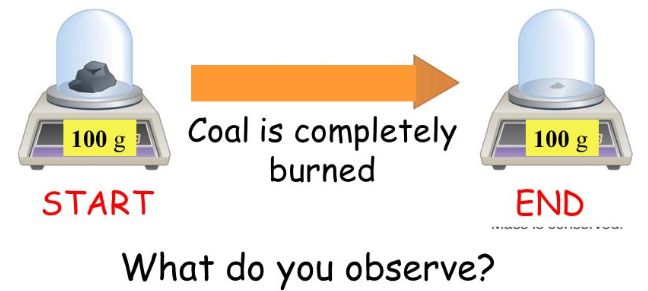 100 g
100 g
Coal is completely
burned
START
END
What do you observe?